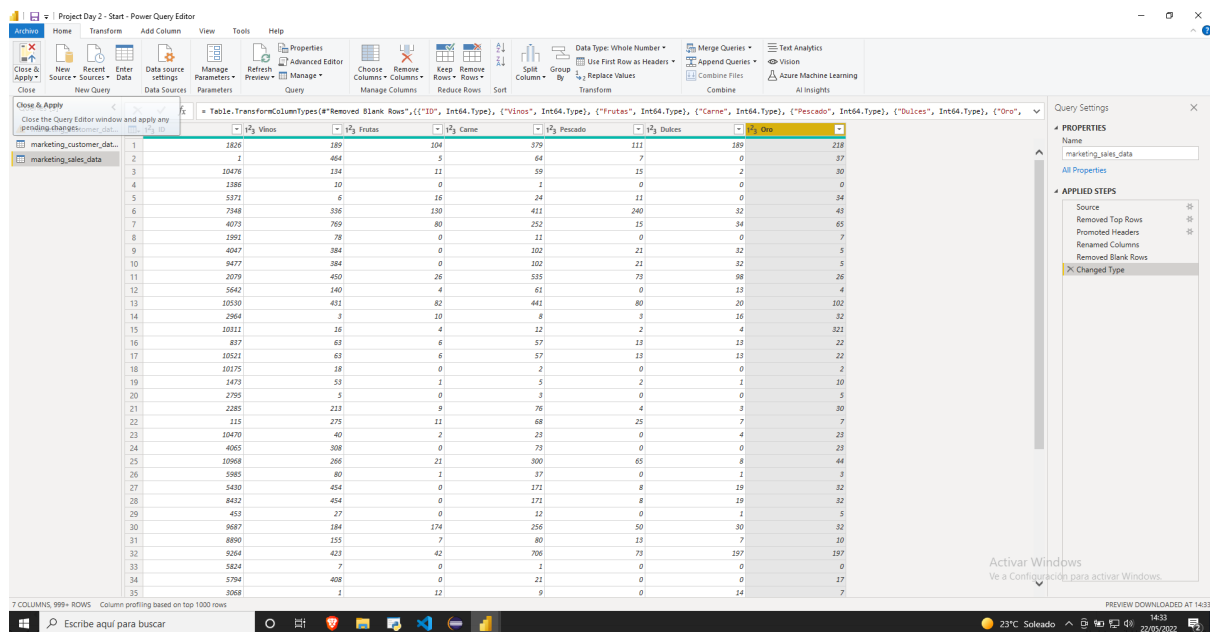 Project Day 2 - Start - Power Query Editor
Archivo Home Transform Add Column View Tools Help
Close & Apply New Source Recent Sources Enter Data Data source settings Manage Parameters Refresh Preview Properties Advanced Editor Manage Choose Columns Remove Columns Keep Rows Remove Rows Split Column Group By Data Type: Whole Number Use First Row as Headers Replace Values Merge Queries Append Queries Combine Files Text Analytics Vision Azure Machine Learning
Close New Query Data Sources Parameters Query Manage Columns Reduce Rows Sort Transform Combine AI Insights
Close & Apply
Close the Query Editor window and apply any pending changes.
= Table.TransformColumnTypes(#"Removed Blank Rows",{{"ID", Int64.Type}, {"Vinos", Int64.Type}, {"Frutas", Int64.Type}, {"Carne", Int64.Type}, {"Pescado", Int64.Type}, {"Dulces", Int64.Type}, {"Oro",
marketing_customer_dat...
marketing_sales_data
ID Vinos Frutas Carne Pescado Dulces Oro
1 1826 189 104 379 111 189 218
2 1 464 5 64 7 0 37
3 10476 134 11 59 15 2 30
4 1386 10 0 1 0 0 0
5 5371 6 16 24 11 0 34
6 7348 336 130 411 240 32 43
7 4073 769 80 252 15 34 65
8 1991 78 0 11 0 0 7
9 4047 384 0 102 21 32 5
10 9477 384 0 102 21 32 5
11 2079 450 26 535 73 98 26
12 5642 140 4 61 0 13 4
13 10530 431 82 441 80 20 102
14 2964 3 10 8 3 16 32
15 10311 16 4 12 2 4 321
16 837 63 6 57 13 13 22
17 10521 63 6 57 13 13 22
18 10175 18 0 2 0 0 2
19 1473 53 1 5 2 1 10
20 2795 5 0 3 0 0 5
21 2285 213 9 76 4 3 30
22 115 275 11 68 25 7 7
23 10470 40 2 23 0 4 23
24 4065 308 0 73 0 0 23
25 10968 266 21 300 65 8 44
26 5985 80 1 37 0 1 3
27 5430 454 0 171 8 19 32
28 8432 454 0 171 8 19 32
29 453 27 0 12 0 1 5
30 9687 184 174 256 50 30 32
31 8890 155 7 80 13 7 10
32 9264 423 42 706 73 197 197
33 5824 7 0 1 0 0 0
34 5794 408 0 21 0 0 17
35 3068 1 12 9 0 14 7
Query Settings
PROPERTIES
Name
marketing_sales_data
All Properties
APPLIED STEPS
Source
Removed Top Rows
Promoted Headers
Renamed Columns
Removed Blank Rows
Changed Type
Activar Windows
Ve a Configuración para activar Windows.
7 COLUMNS, 999+ ROWS Column profiling based on top 1000 rows
PREVIEW DOWNLOADED AT 14:33
Escribe aquí para buscar
23°C Soleado
14:33
22/05/2022